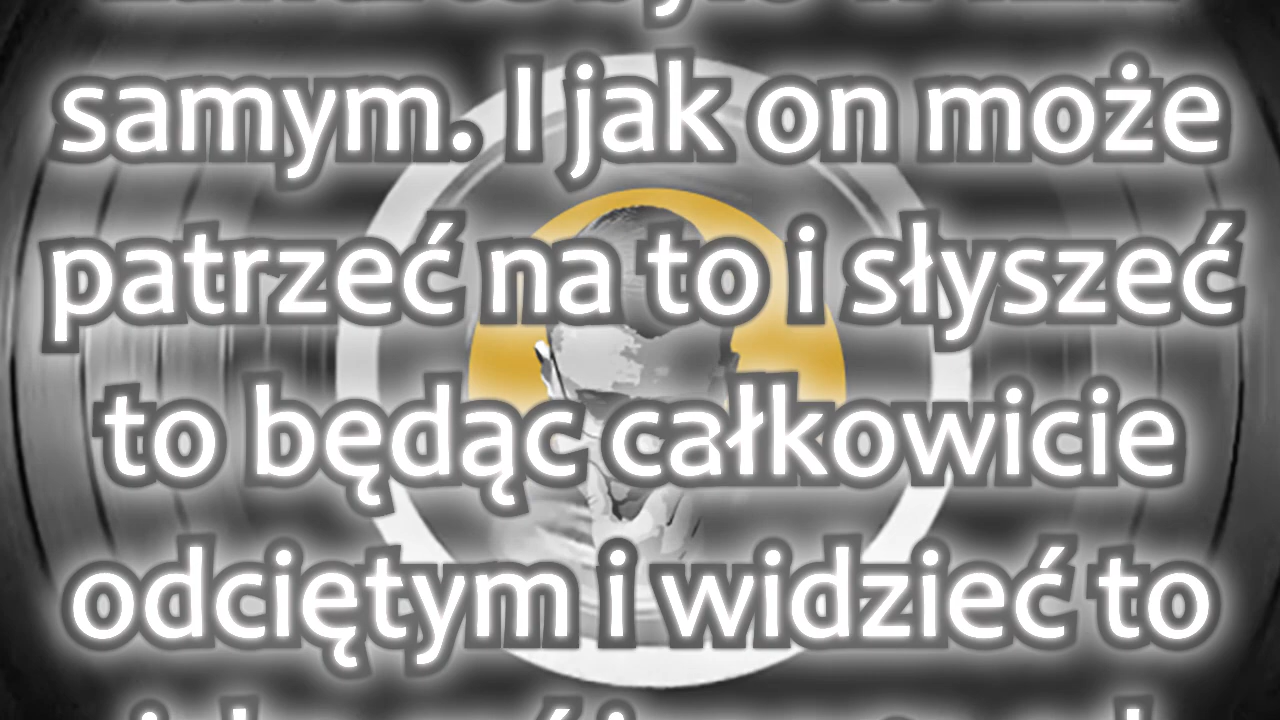 samym. I jak on może
patrzeć na to i słyszeć
to będąc całkowicie
odciętym i widzieć to